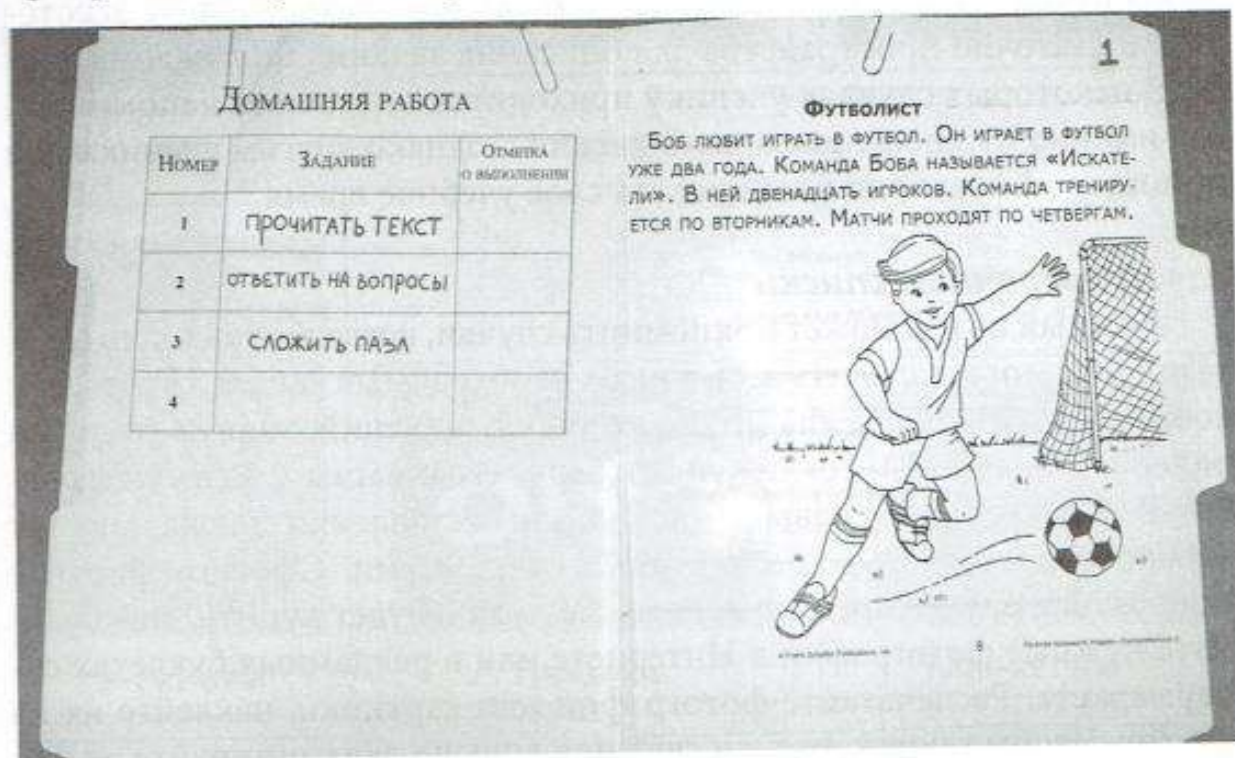 ДОМАШНЯЯ РАБОТА
НОМЕР ЗАДАНИЕ ОТМЕТКА О ВЫПОЛНЕНИИ
1 ПРОЧИТАТЬ ТЕКСТ
2 ОТВЕТИТЬ НА ВОПРОСЫ
3 СЛОЖИТЬ ПАЗЛ
4
1
ФУТБОЛИСТ
БОБ ЛЮБИТ ИГРАТЬ В ФУТБОЛ. ОН ИГРАЕТ В ФУТБОЛ
УЖЕ ДВА ГОДА. КОМАНДА БОБА НАЗЫВАЕТСЯ «ИСКАТЕ-
ЛИ». В НЕЙ ДВЕНАДЦАТЬ ИГРОКОВ. КОМАНДА ТРЕНИРУ-
ЕТСЯ ПО ВТОРНИКАМ. МАТЧИ ПРОХОДЯТ ПО ЧЕТВЕРГАМ.
8